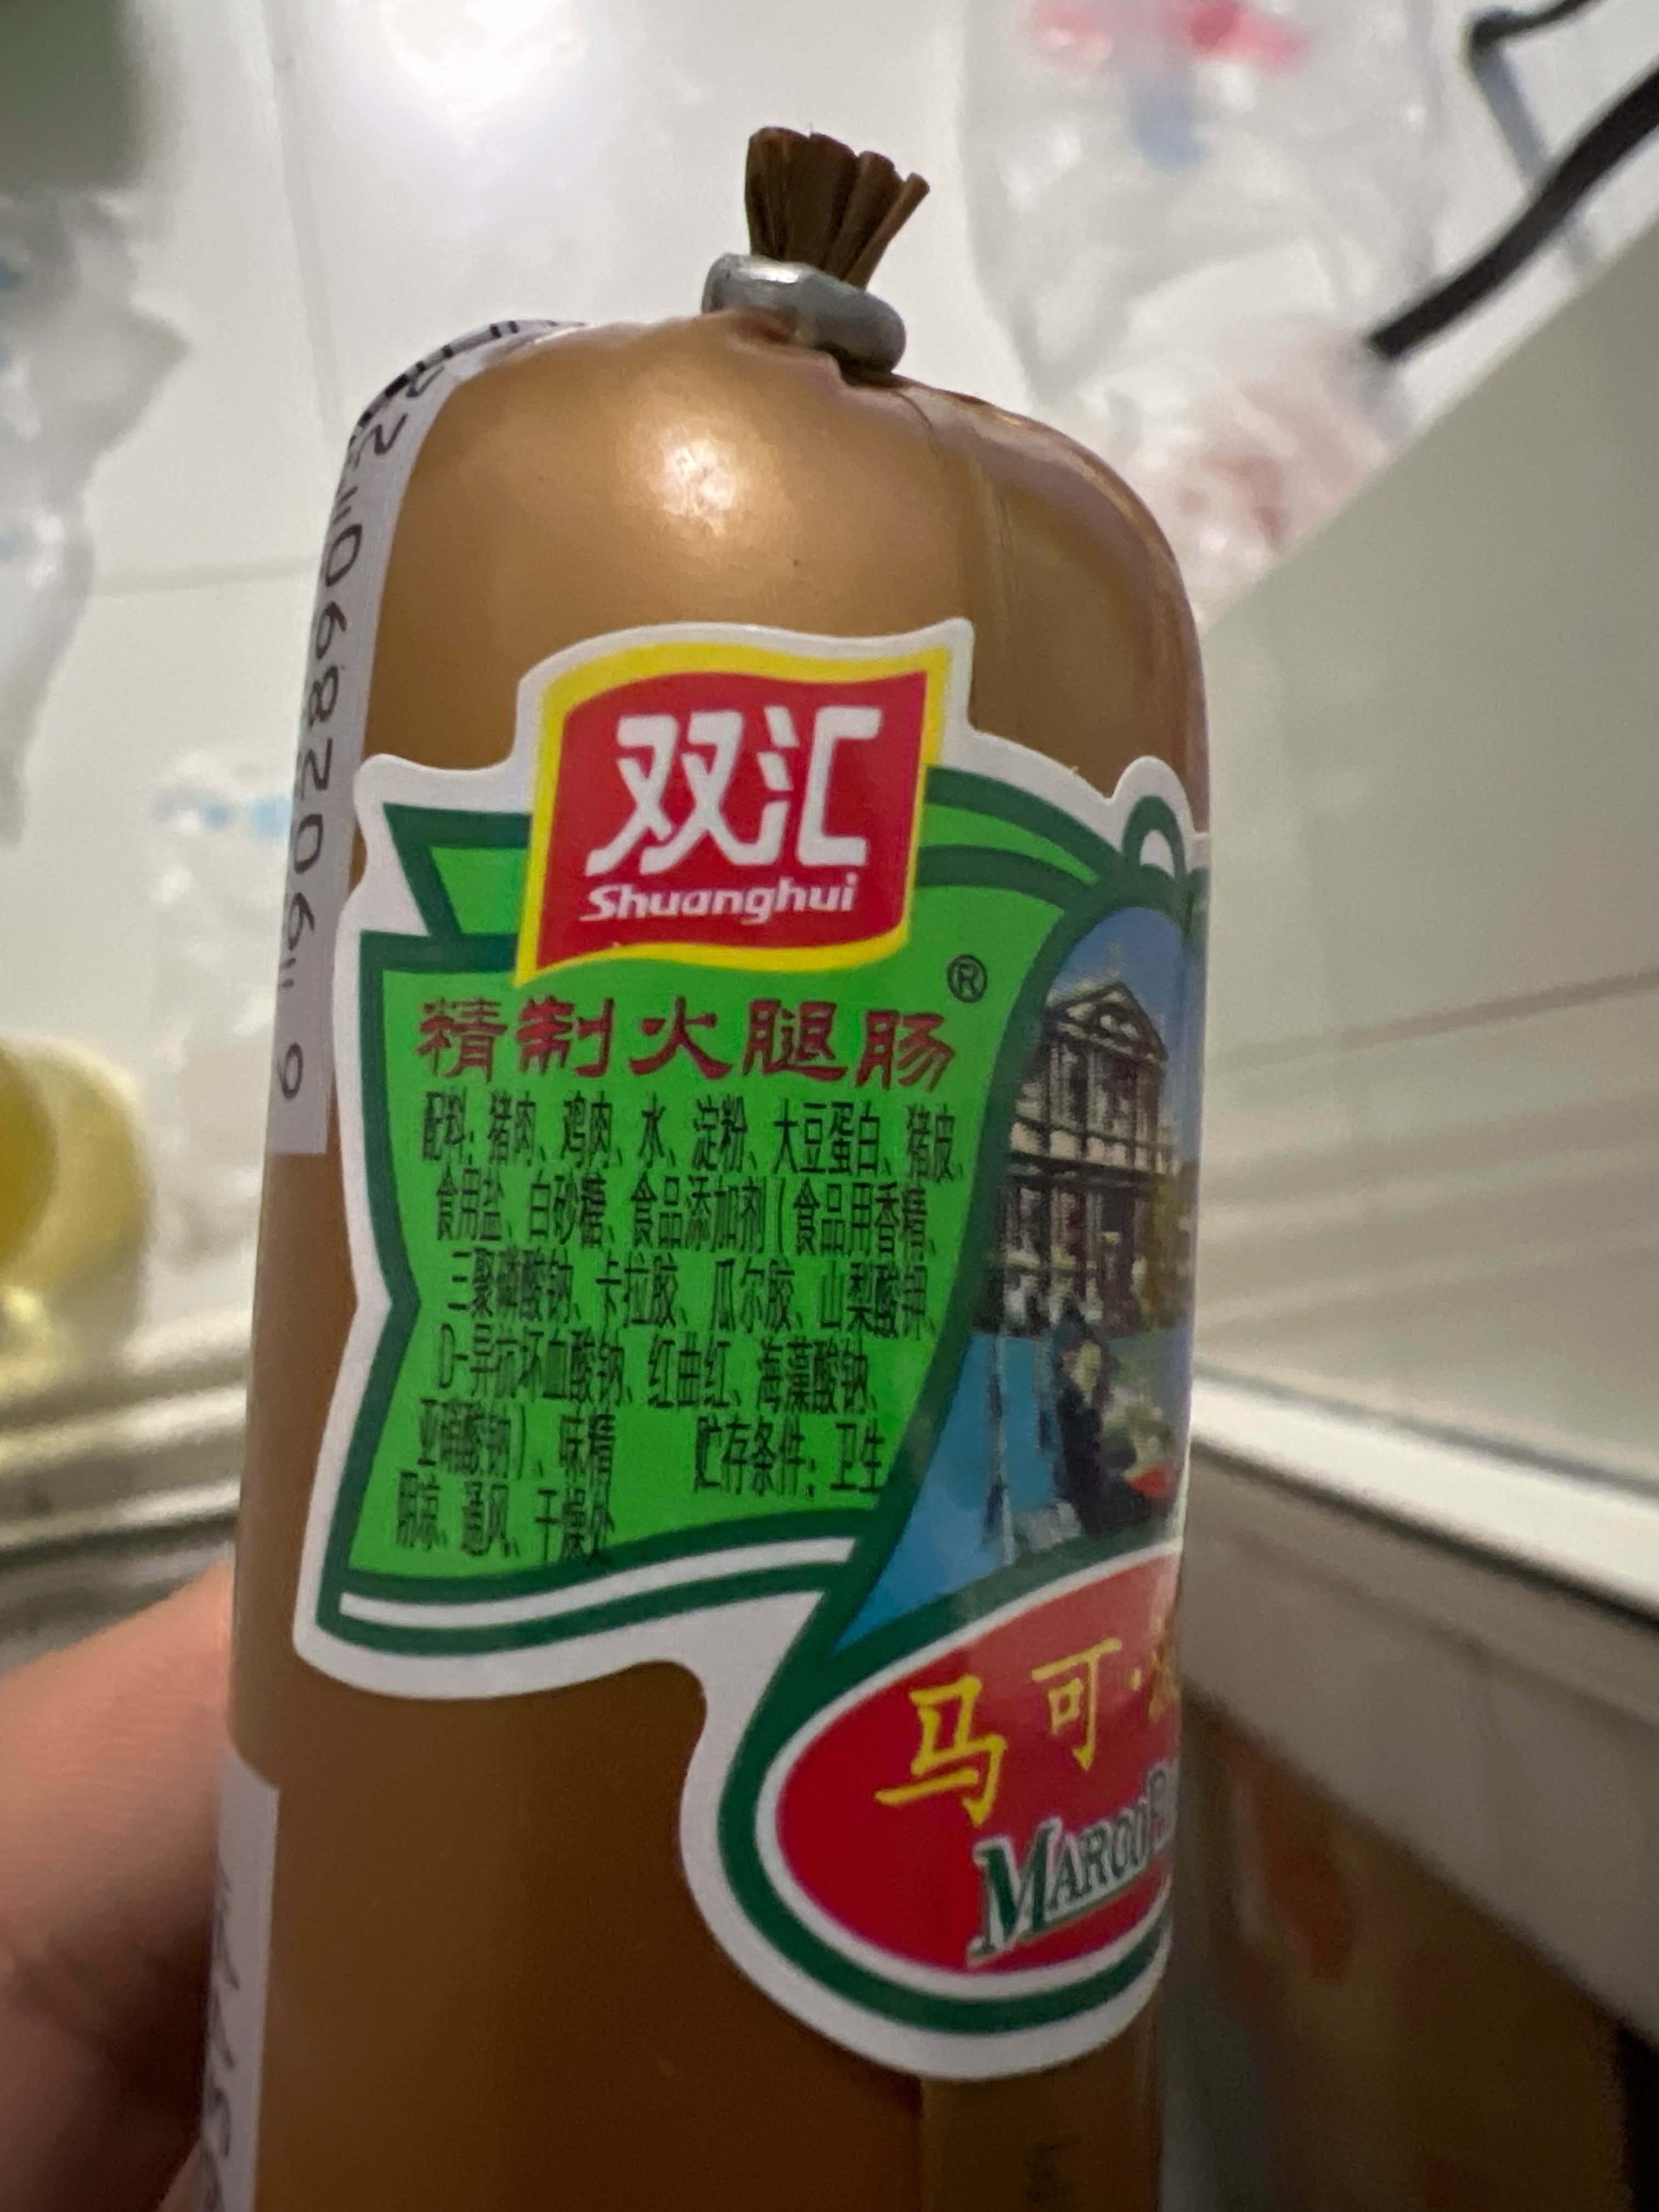 双汇
Shuanghui
®
精制火腿肠
配料：猪肉、鸡肉、水、淀粉、大豆蛋白、猪皮、
食用盐、白砂糖、食品添加剂（食品用香精、
三聚磷酸钠、卡拉胶、瓜尔胶、山梨酸钾、
D-异抗坏血酸钠、红曲红、海藻酸钠、
亚硝酸钠）、味精 贮存条件：卫生、
阴凉、通风、干燥处
马可·
MARCO
0682069